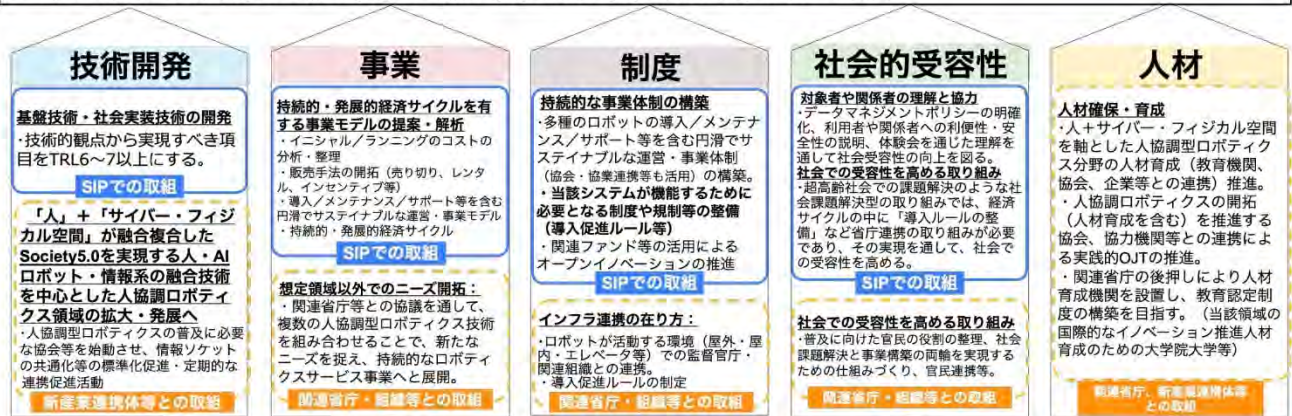 技術開発
基盤技術・社会実装技術の開発
・技術的観点から実現すべき項
目をTRL6～7以上にする。
SIPでの取組
「人」＋「サイバー・フィジ
カル空間」が融合複合した
Society5.0を実現する人・AI
ロボット・情報系の融合技術
を中心とした人協調ロボティ
クス領域の拡大・発展へ
・人協調型ロボティクスの普及に必要
な協会等を始動させ、情報ソケット
の共通化等の標準化促進・定期的な
連携促進活動
新産業連携体等との取組
事業
持続的・発展的経済サイクルを有
する事業モデルの提案・解析
・イニシャル／ランニングのコストの
分析・整理
・販売手法の開拓（売り切り、レンタ
ル、インセンティブ等）
・導入／メンテナンス／サポート等を含む
円滑でサステイナブルな運営・事業モデル
・持続的・発展的経済サイクル
SIPでの取組
想定領域以外でのニーズ開拓：
・関連省庁等との協議を通して、
複数の人協調型ロボティクス技術
を組み合わせることで、新たな
ニーズを捉え、持続的なロボティ
クスサービス事業へと展開。
関連省庁・組織等との取組
制度
持続的な事業体制の構築
・多種のロボットの導入／メンテナ
ンス／サポート等を含む円滑でサ
ステイナブルな運営・事業体制
（協会・協業連携等も活用）の構築。
・当該システムが機能するために
必要となる制度や規制等の整備
（導入促進ルール等）
・関連ファンド等の活用による
オープンイノベーションの推進
SIPでの取組
インフラ連携の在り方：
・ロボットが活動する環境（屋外・屋
内・エレベータ等）での監督官庁・
関連組織との連携。
・導入促進ルールの制定
関連省庁・組織等との取組
社会的受容性
対象者や関係者の理解と協力
・データマネジメントポリシーの明確
化、利用者や関係者への利便性・安
全性の説明、体験会を通じた理解を
通して社会受容性の向上を図る。
社会での受容性を高める取り組み
・超高齢社会での課題解決のような社
会課題解決型の取り組みでは、経済
サイクルの中に「導入ルールの整
備」など省庁連携の取り組みが必要
であり、その実現を通して、社会で
の受容性を高める。
SIPでの取組
社会での受容性を高める取り組み
・普及に向けた官民の役割の整理、社会
課題解決と事業構築の両輪を実現する
ための仕組みづくり、官民連携等。
関連省庁・組織等との取組
人材
人材確保・育成
・人＋サイバー・フィジカル空間
を軸とした人協調型ロボティク
ス分野の人材育成（教育機関、
協会、企業等との連携）推進。
・人協調型ロボティクスの開拓
（人材育成を含む）を推進する
協会、協力機関等との連携によ
る実践的OJTの推進。
・関連省庁の後押しにより人材
育成機関を設置し、教育認定制
度の構築を目指す。（当該領域の
国際的なイノベーション推進人材
育成のための大学院大学等）
関連省庁、新産業連携体等
との取組